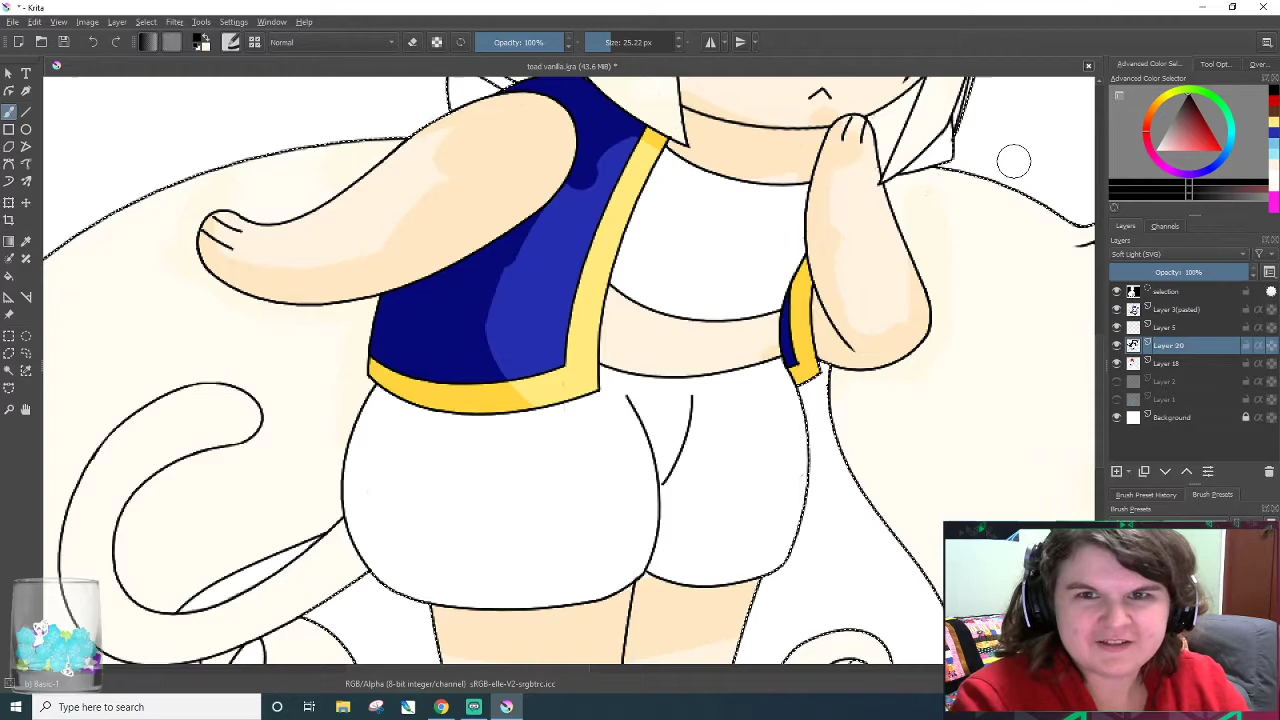 * - Krita
File Edit View Image Layer Select Filter Tools Settings Window Help
Normal Opacity: 100% Size: 25.22 px
toad vanilla.kra (43.6 MiB) *
Advanced Color Sel... Tool Opt... Over...
Advanced Color Selector
Layers Channels
Layers
Soft Light (SVG)
Opacity: 100%
selection
Layer 3(pasted)
Layer 5
Layer 20
Layer 18
Layer 2
Layer 1
Background
Brush Preset History Brush Presets
Brush Presets
b) Basic-1
RGB/Alpha (8-bit integer/channel) sRGB-elle-V2-srgbtrc.icc
Type here to search